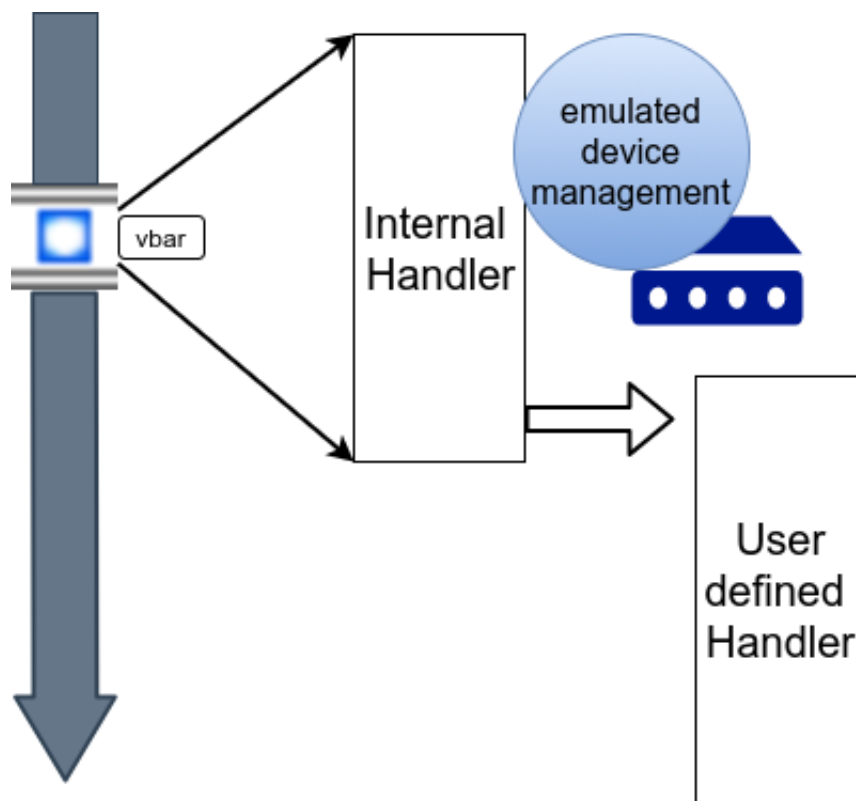 emulated
device
management
vbar
Internal
Handler
User
defined
Handler